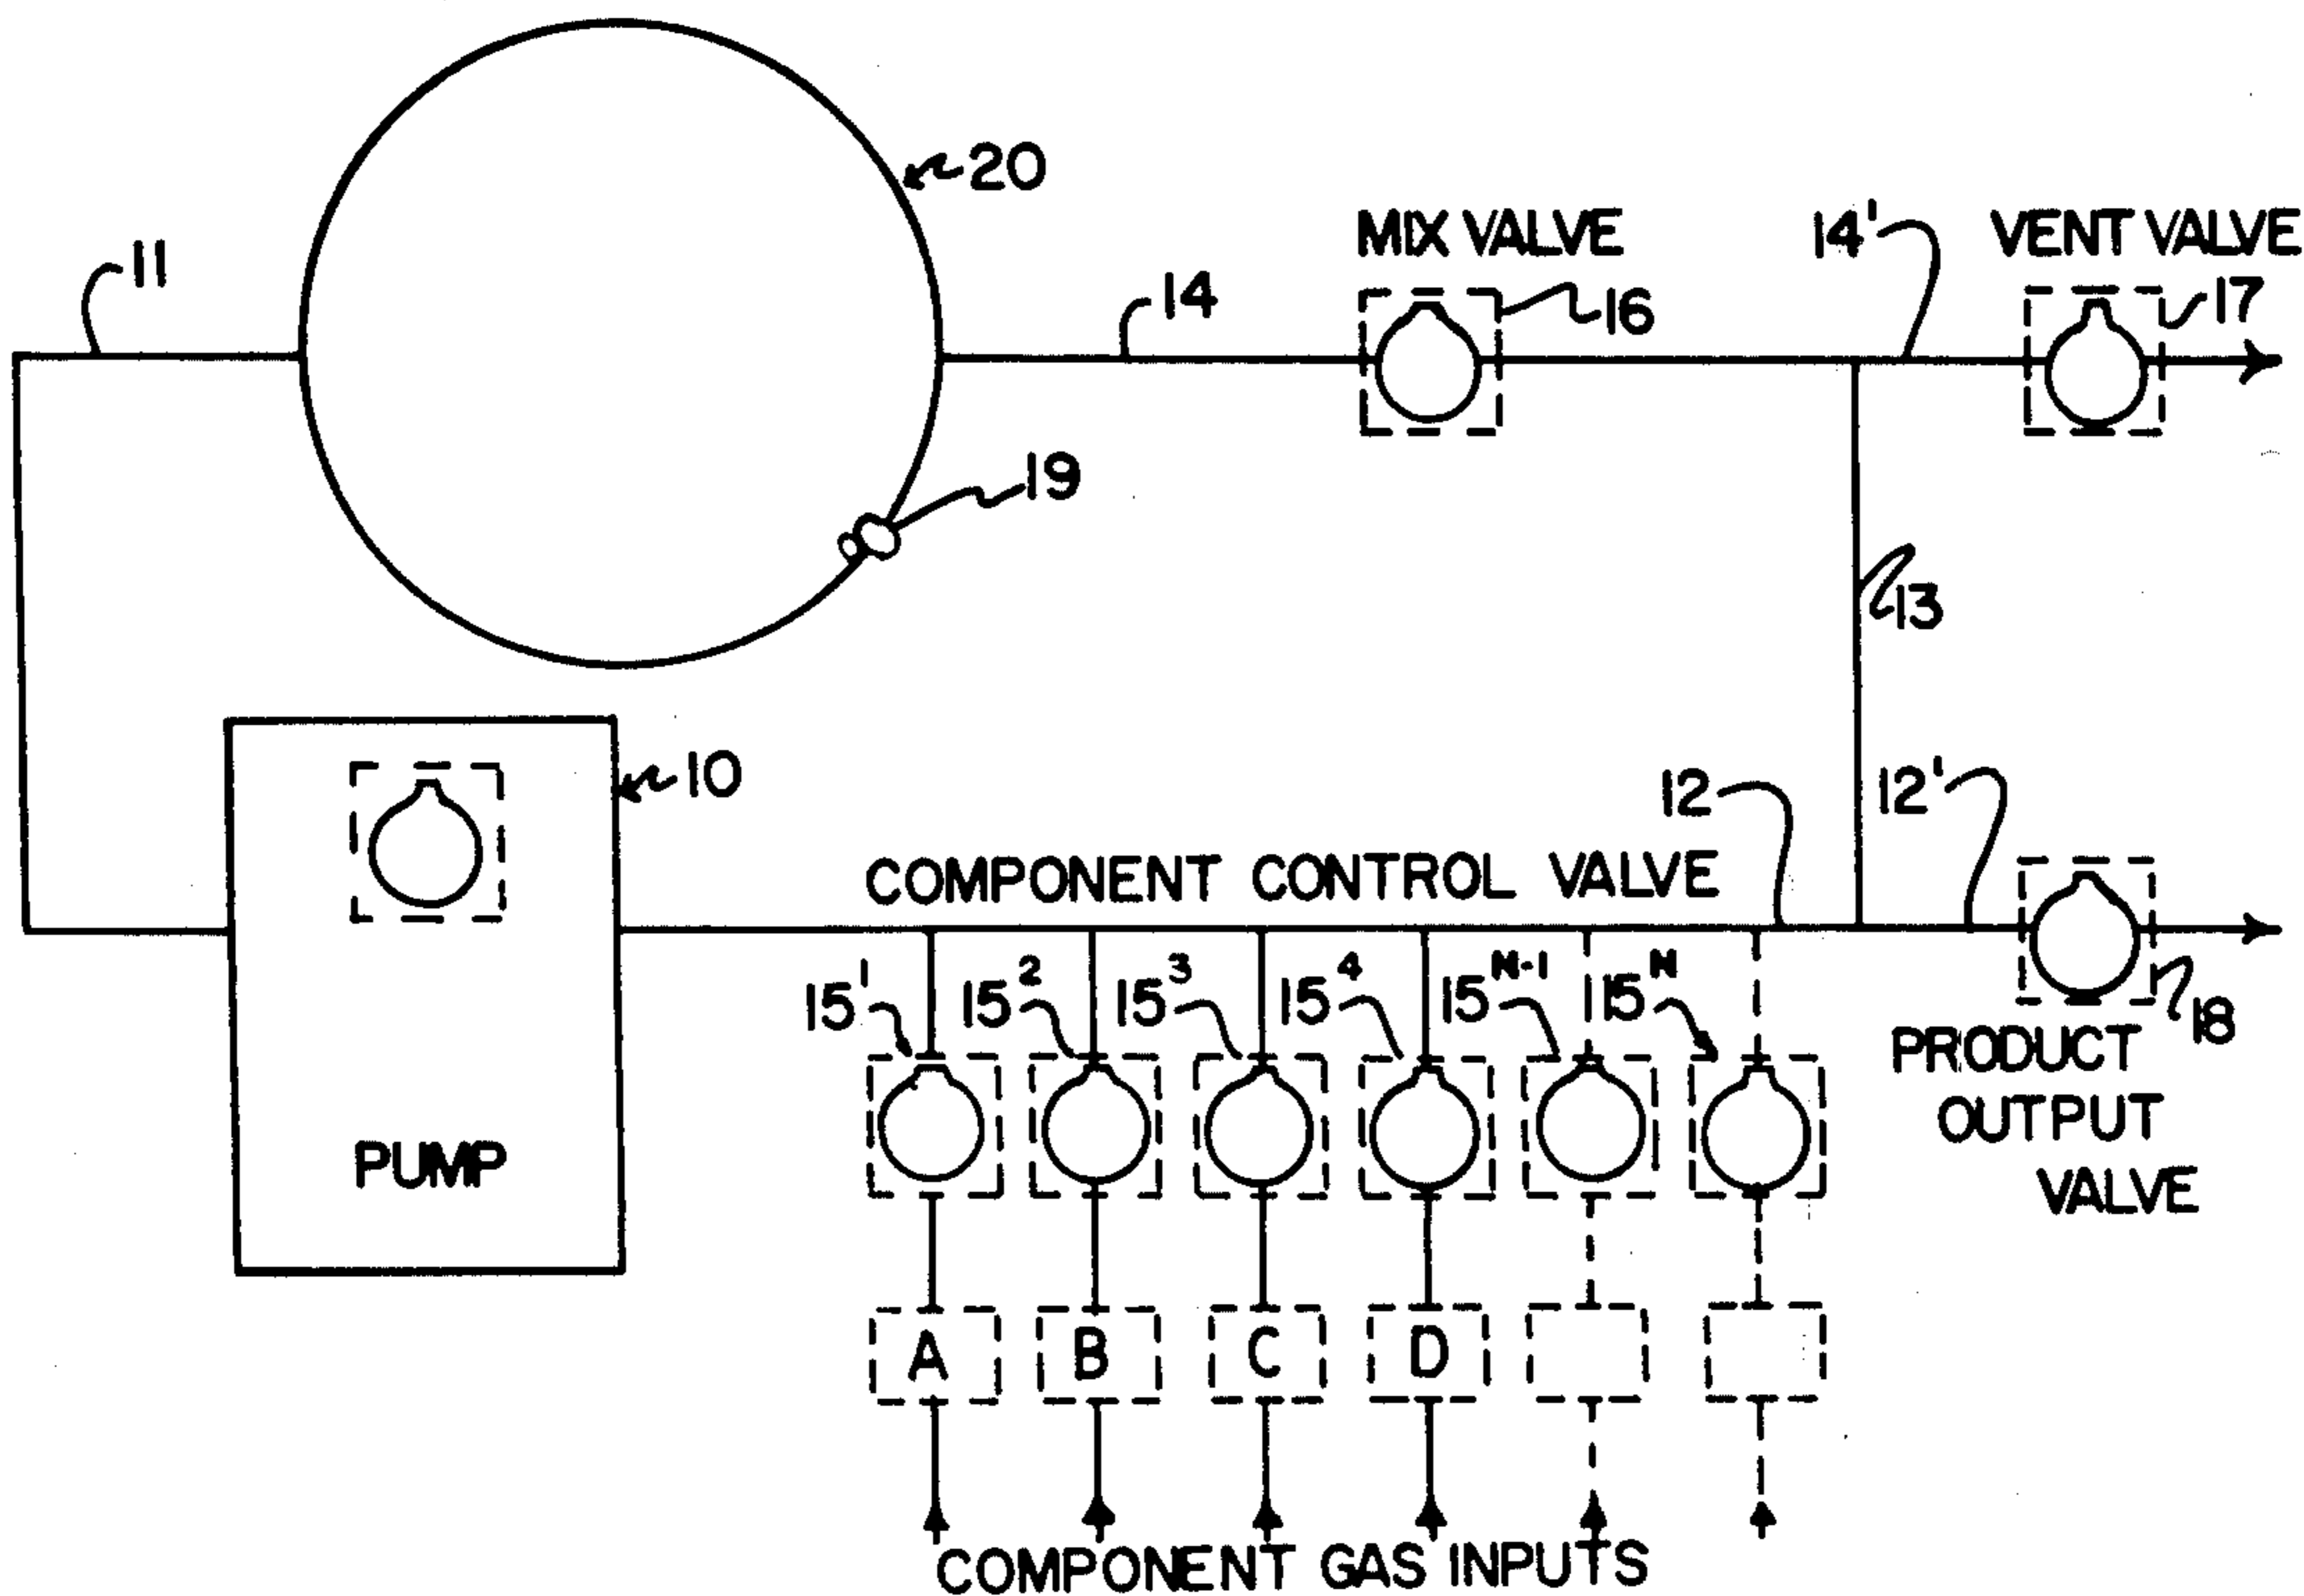 20
11
MIX VALVE
14'
VENT VALVE
14
16
17
19
13
10
12
12'
COMPONENT CONTROL VALVE
15¹ 15² 15³ 15⁴ 15ᴺ⁻¹ 15ᴺ
18
PRODUCT
OUTPUT
VALVE
PUMP
A B C D
COMPONENT GAS INPUTS